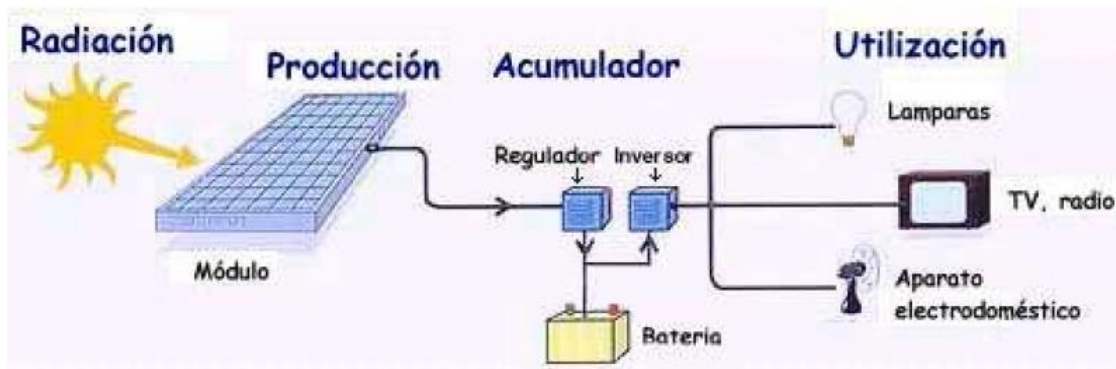 Radiación
Producción
Acumulador
Utilización
Lamparas
Regulador
Inversor
TV, radio
Módulo
Aparato
electrodoméstico
Bateria